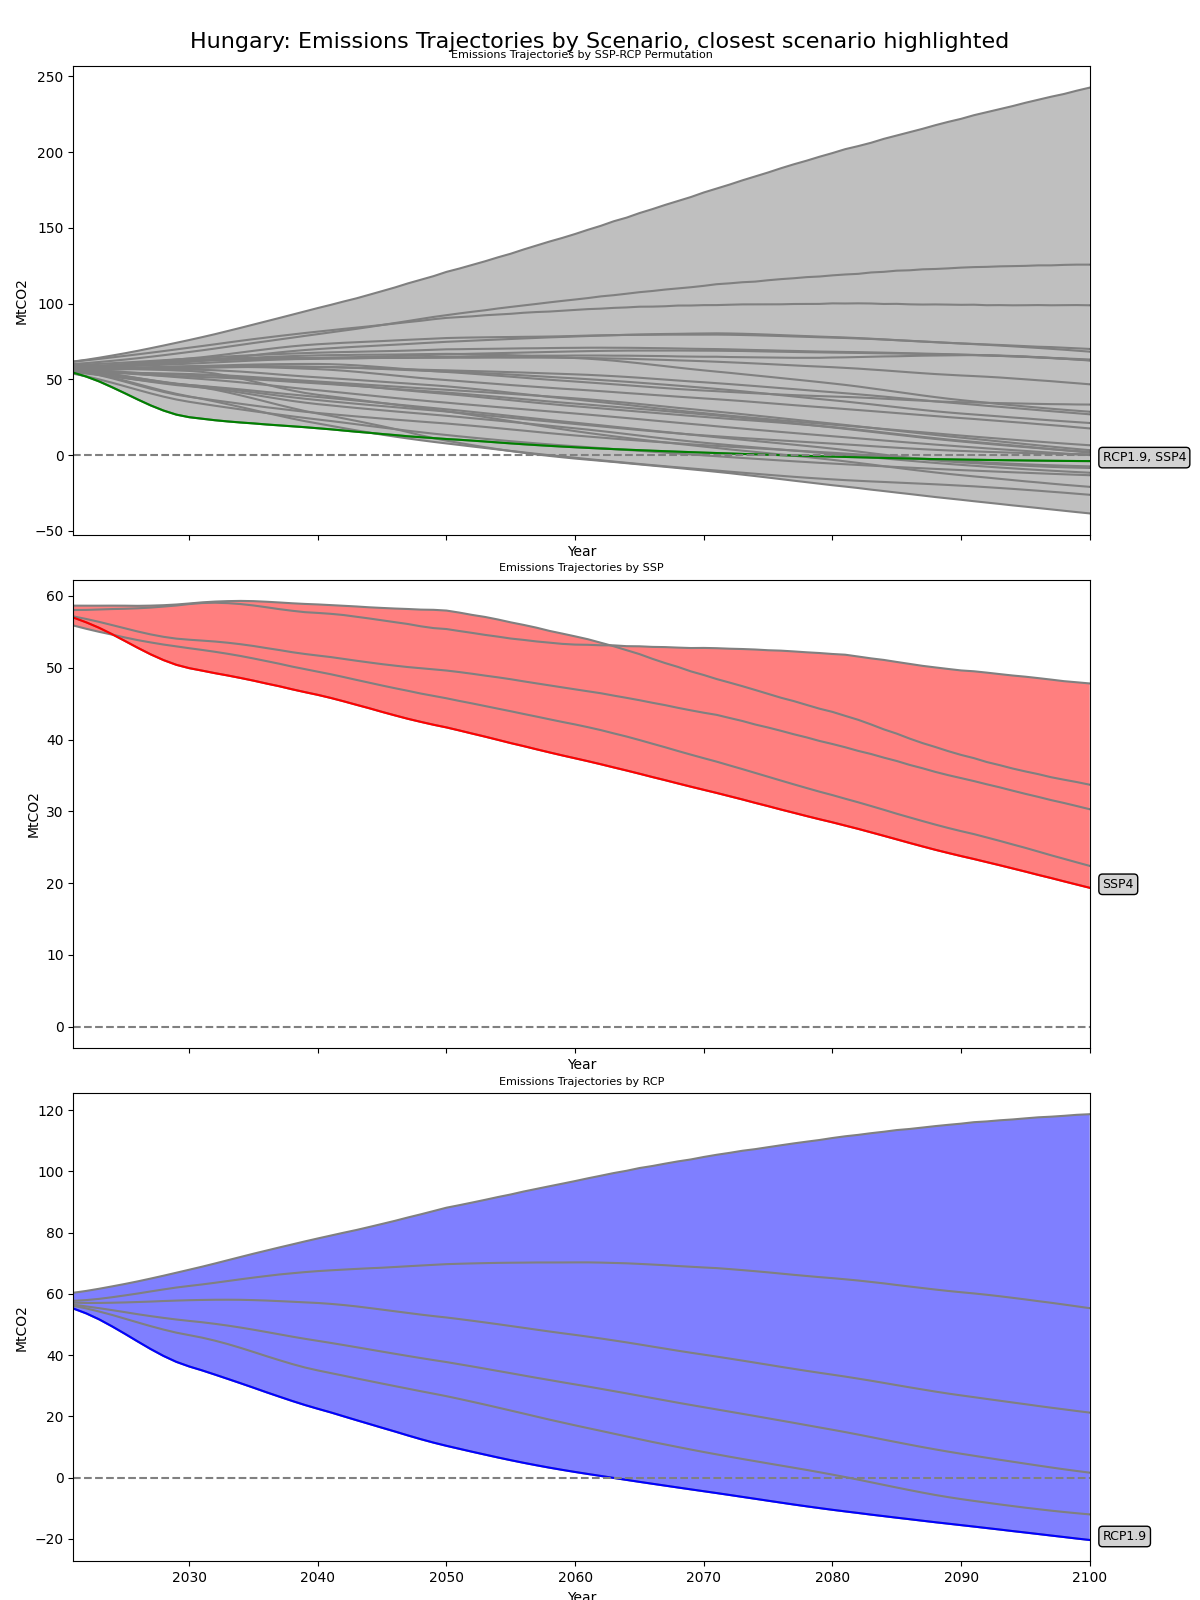 Hungary: Emissions Trajectories by Scenario, closest scenario highlighted
Emissions Trajectories by SSP-RCP Permutation
250
200
150
100
50
0
−50
MtCO2
RCP1.9, SSP4
Year
Emissions Trajectories by SSP
60
50
40
30
20
10
0
MtCO2
SSP4
Year
Emissions Trajectories by RCP
120
100
80
60
40
20
0
−20
MtCO2
RCP1.9
2030 2040 2050 2060 2070 2080 2090 2100
Year